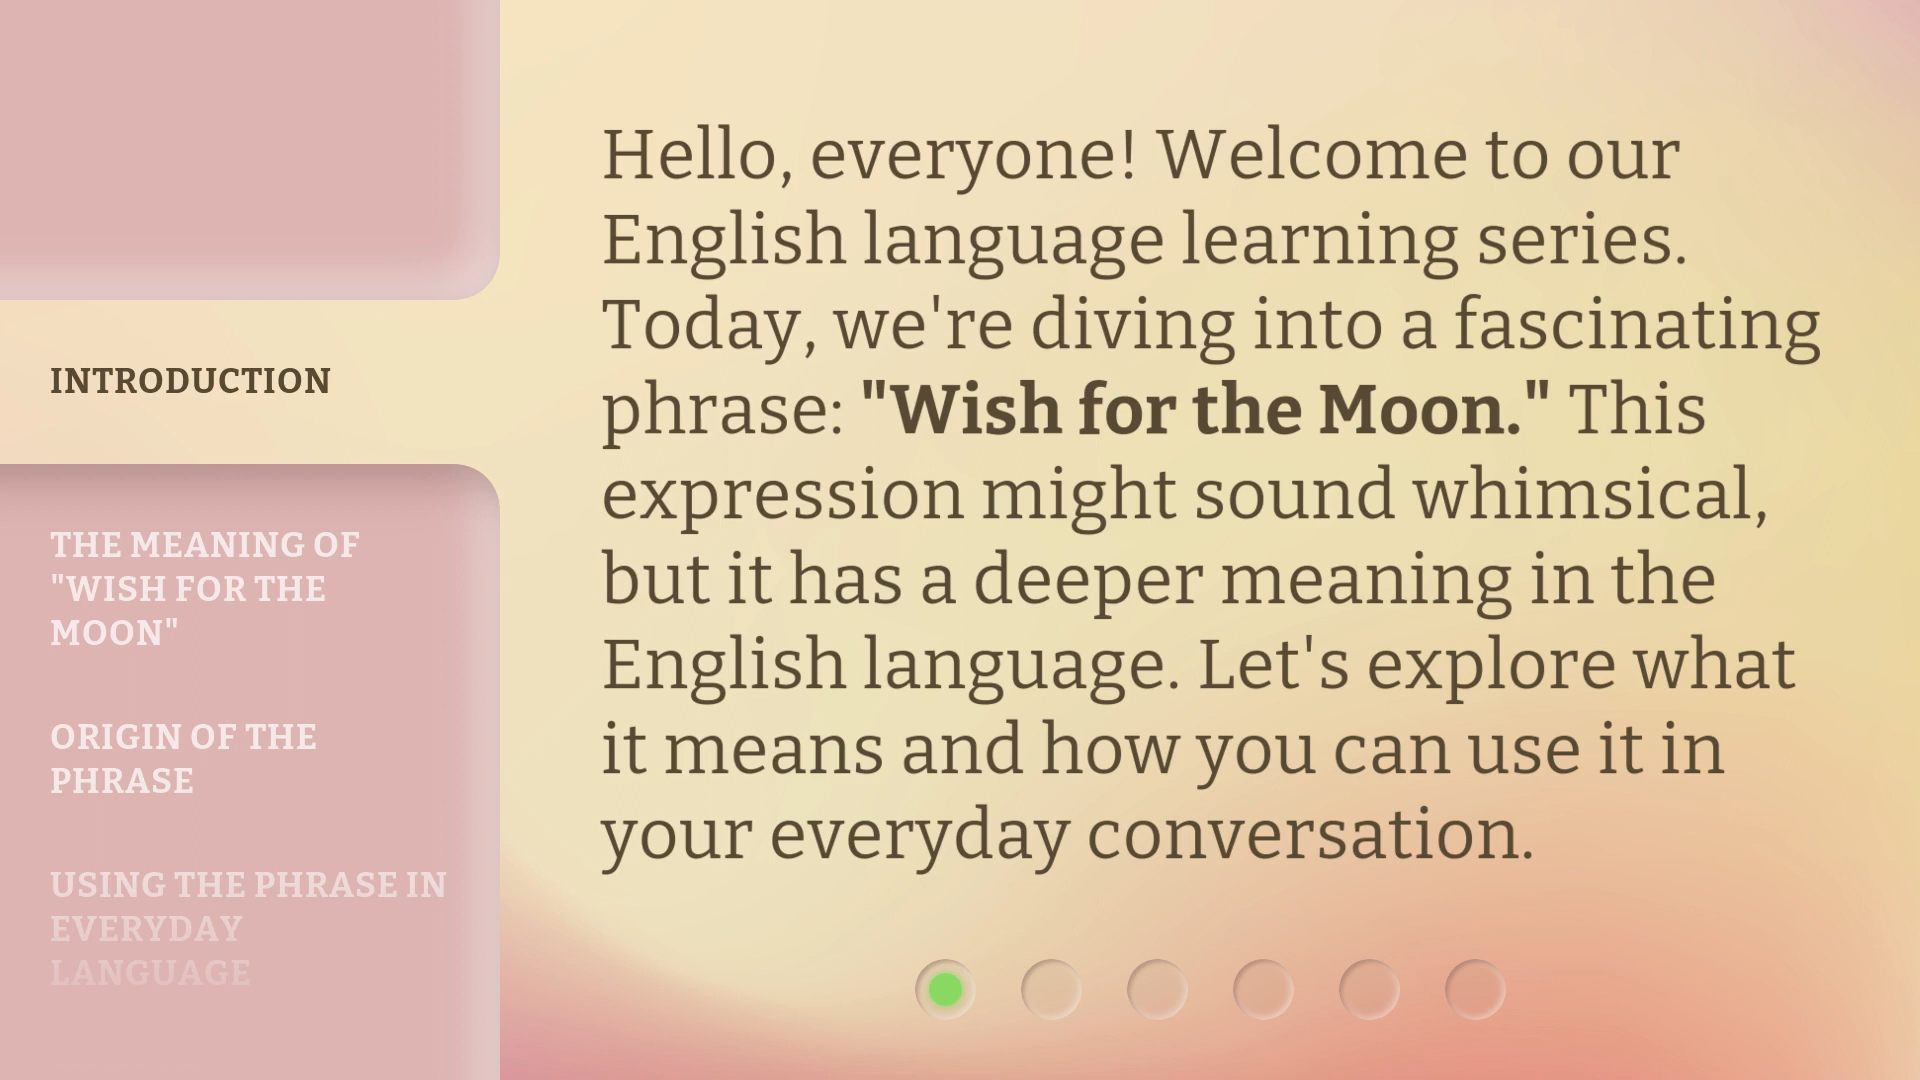 INTRODUCTION
THE MEANING OF
"WISH FOR THE
MOON"
ORIGIN OF THE
PHRASE
USING THE PHRASE IN
EVERYDAY
LANGUAGE
Hello, everyone! Welcome to our
English language learning series.
Today, we're diving into a fascinating
phrase: "Wish for the Moon." This
expression might sound whimsical,
but it has a deeper meaning in the
English language. Let's explore what
it means and how you can use it in
your everyday conversation.